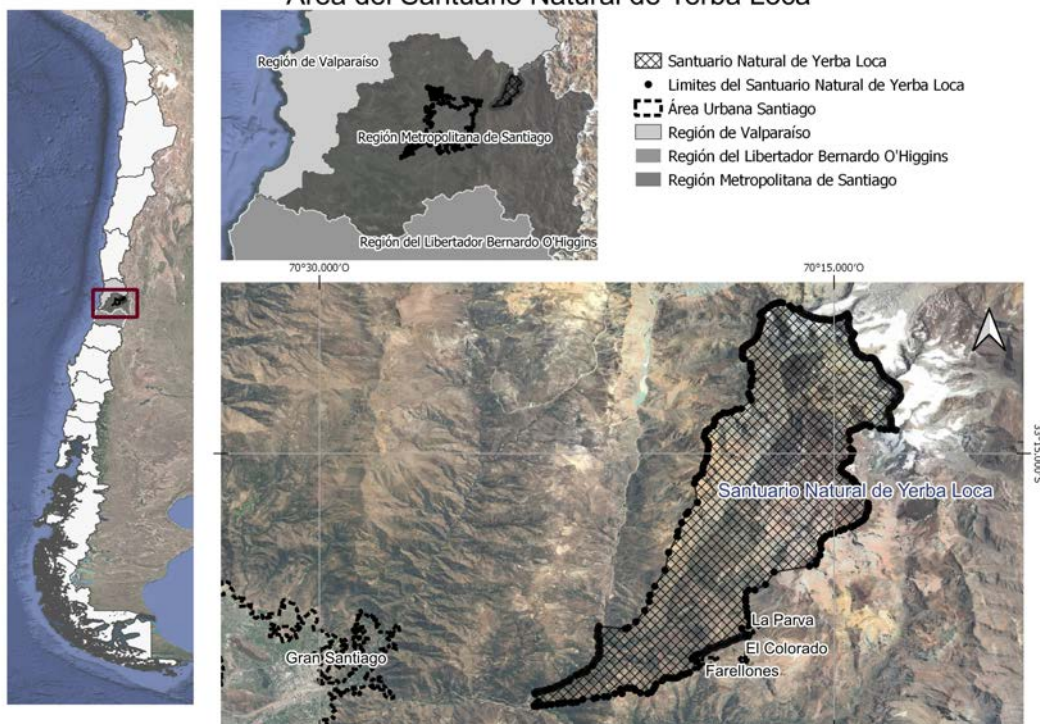 Área del Santuario Natural de Yerba Loca
Región de Valparaíso
Región Metropolitana de Santiago
Región del Libertador Bernardo O'Higgins
Santuario Natural de Yerba Loca
Limites del Santuario Natural de Yerba Loca
Área Urbana Santiago
Región de Valparaíso
Región del Libertador Bernardo O'Higgins
Región Metropolitana de Santiago
70°30,000'O
70°15,000'O
33°15,000'S
Santuario Natural de Yerba Loca
La Parva
El Colorado
Farellones
Gran Santiago